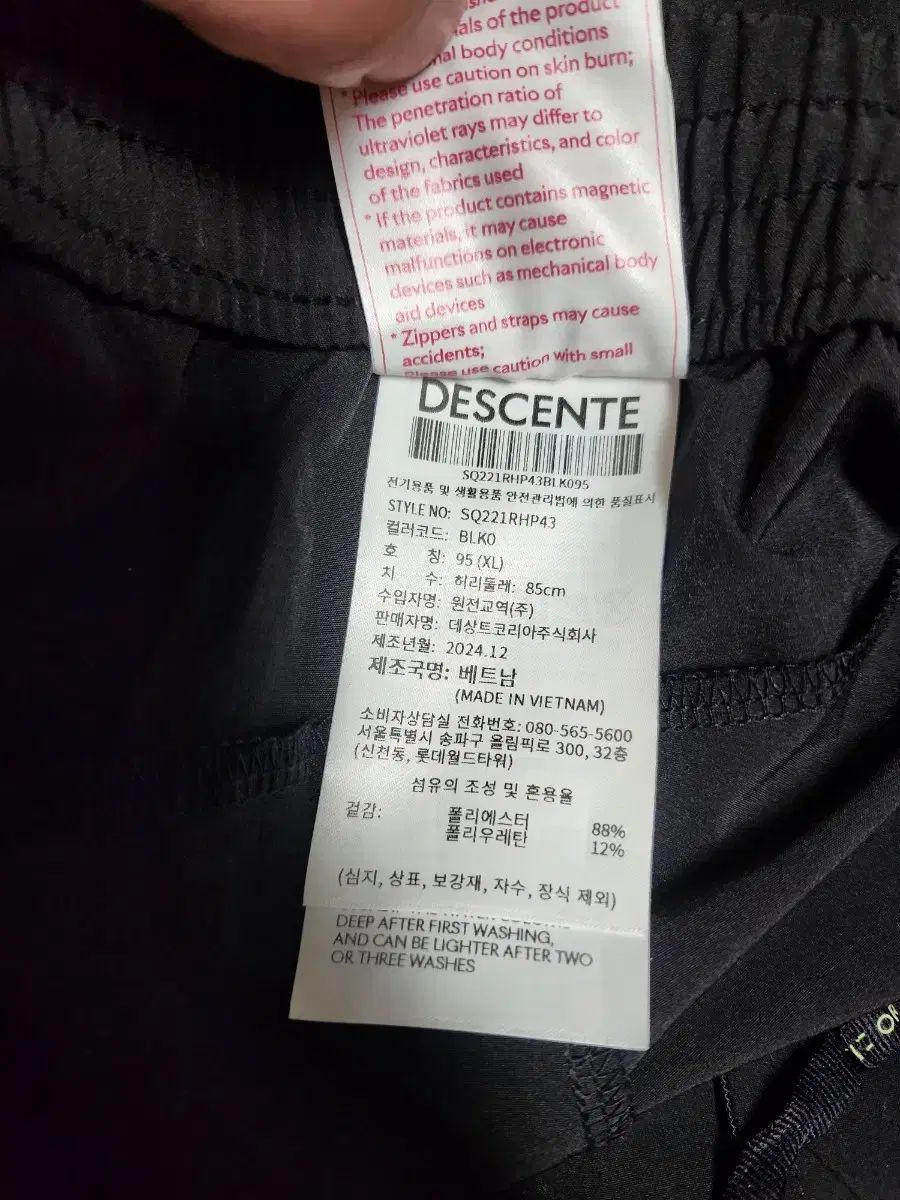 als of the product
body conditions
* Please use caution on skin burn;
The penetration ratio of
ultraviolet rays may differ to
design, characteristics, and color
of the fabrics used
* If the product contains magnetic
materials, it may cause
malfunctions on electronic
devices such as mechanical body
aid devices
* Zippers and straps may cause
accidents;
Please use caution with small
DESCENTE
SQ221RHP43BLK095
전기용품 및 생활용품 안전관리법에 의한 품질표시
STYLE NO: SQ221RHP43
컬러코드: BLK0
호 칭: 95 (XL)
치 수: 허리둘레: 85cm
수입자명: 원전교역(주)
판매자명: 데상트코리아주식회사
제조년월: 2024.12
제조국명: 베트남
(MADE IN VIETNAM)
소비자상담실 전화번호: 080-565-5600
서울특별시 송파구 올림픽로 300, 32층
(신천동, 롯데월드타워)
섬유의 조성 및 혼용율
겉감: 폴리에스터 88%
폴리우레탄 12%
(심지, 상표, 보강재, 자수, 장식 제외)
DEEP AFTER FIRST WASHING,
AND CAN BE LIGHTER AFTER TWO
OR THREE WASHES